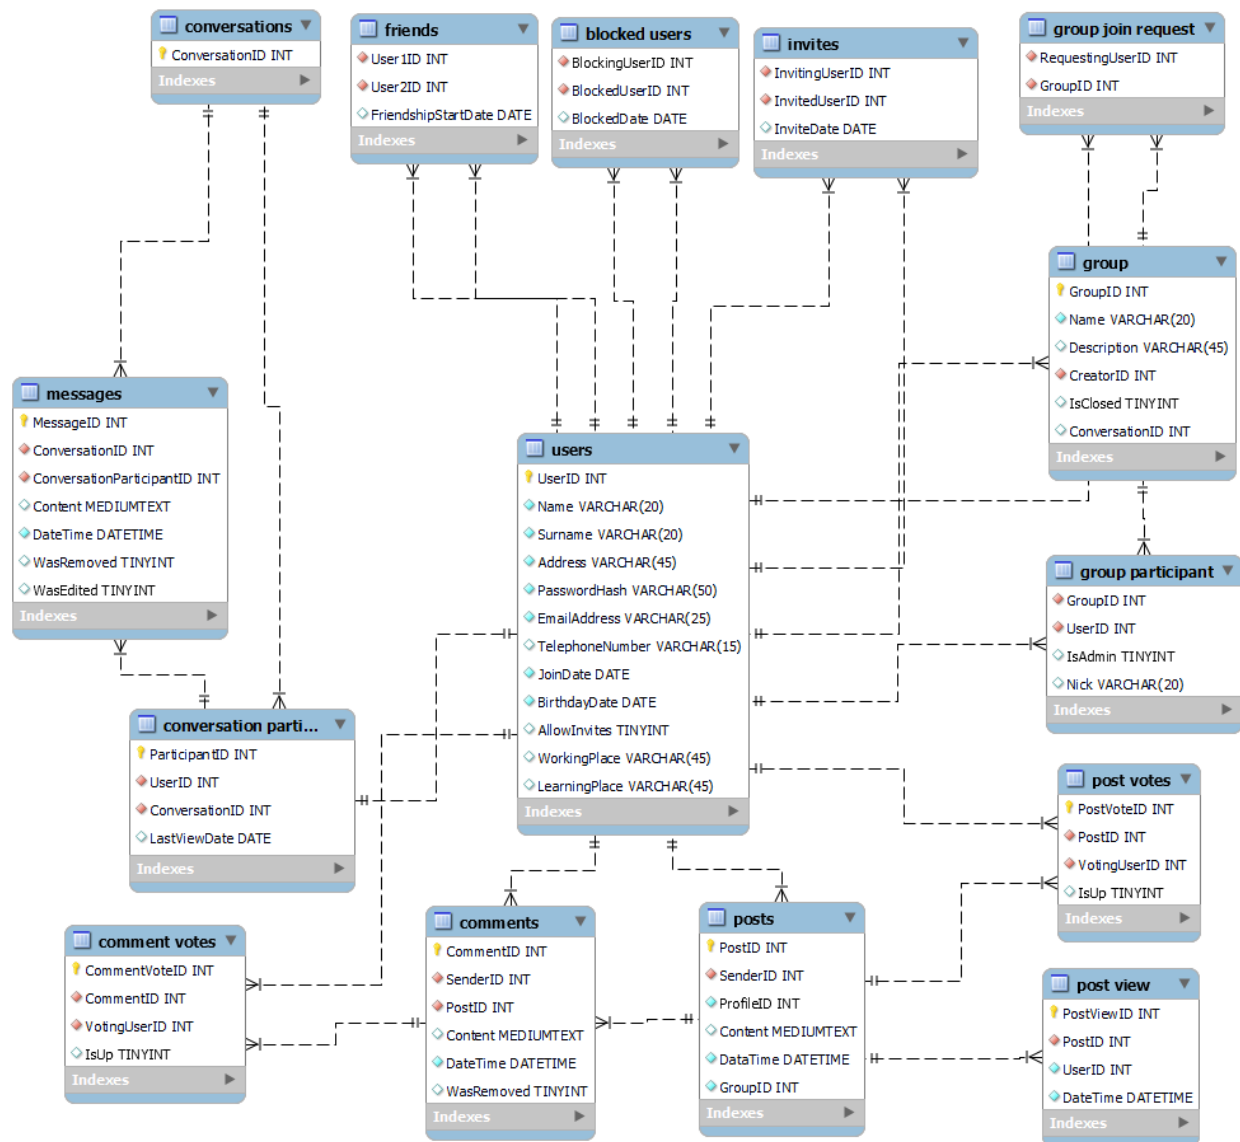 conversations
ConversationID INT
Indexes
friends
User1ID INT
User2ID INT
FriendshipStartDate DATE
Indexes
blocked users
BlockingUserID INT
BlockedUserID INT
BlockedDate DATE
Indexes
invites
InvitingUserID INT
InvitedUserID INT
InviteDate DATE
Indexes
group join request
RequestingUserID INT
GroupID INT
Indexes
group
GroupID INT
Name VARCHAR(20)
Description VARCHAR(45)
CreatorID INT
IsClosed TINYINT
ConversationID INT
Indexes
messages
MessageID INT
ConversationID INT
ConversationParticipantID INT
Content MEDIUMTEXT
DateTime DATETIME
WasRemoved TINYINT
WasEdited TINYINT
Indexes
users
UserID INT
Name VARCHAR(20)
Surname VARCHAR(20)
Address VARCHAR(45)
PasswordHash VARCHAR(50)
EmailAddress VARCHAR(25)
TelephoneNumber VARCHAR(15)
JoinDate DATE
BirthdayDate DATE
AllowInvites TINYINT
WorkingPlace VARCHAR(45)
LearningPlace VARCHAR(45)
Indexes
group participant
GroupID INT
UserID INT
IsAdmin TINYINT
Nick VARCHAR(20)
Indexes
conversation parti...
ParticipantID INT
UserID INT
ConversationID INT
LastViewDate DATE
Indexes
post votes
PostVoteID INT
PostID INT
VotingUserID INT
IsUp TINYINT
Indexes
comment votes
CommentVoteID INT
CommentID INT
VotingUserID INT
IsUp TINYINT
Indexes
comments
CommentID INT
SenderID INT
PostID INT
Content MEDIUMTEXT
DateTime DATETIME
WasRemoved TINYINT
Indexes
posts
PostID INT
SenderID INT
ProfileID INT
Content MEDIUMTEXT
DataTime DATETIME
GroupID INT
Indexes
post view
PostViewID INT
PostID INT
UserID INT
DateTime DATETIME
Indexes